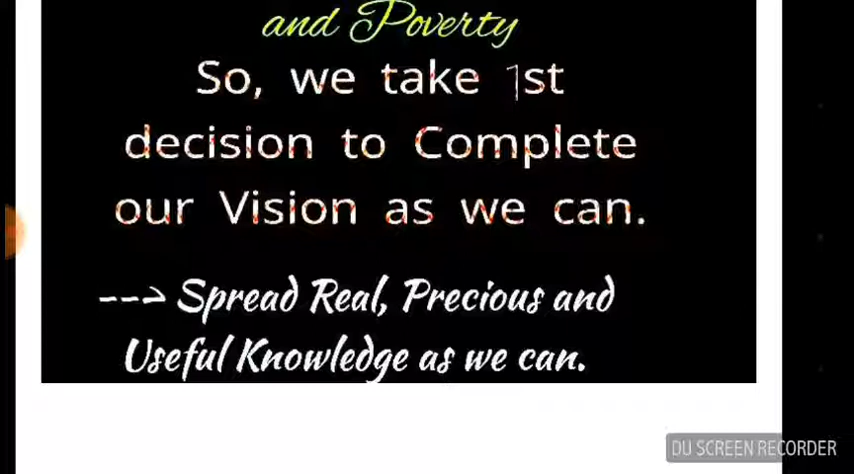 and Poverty
So, we take 1st
decision to Complete
our Vision as we can.
---> Spread Real, Precious and
Useful Knowledge as we can.
DU SCREEN RECORDER